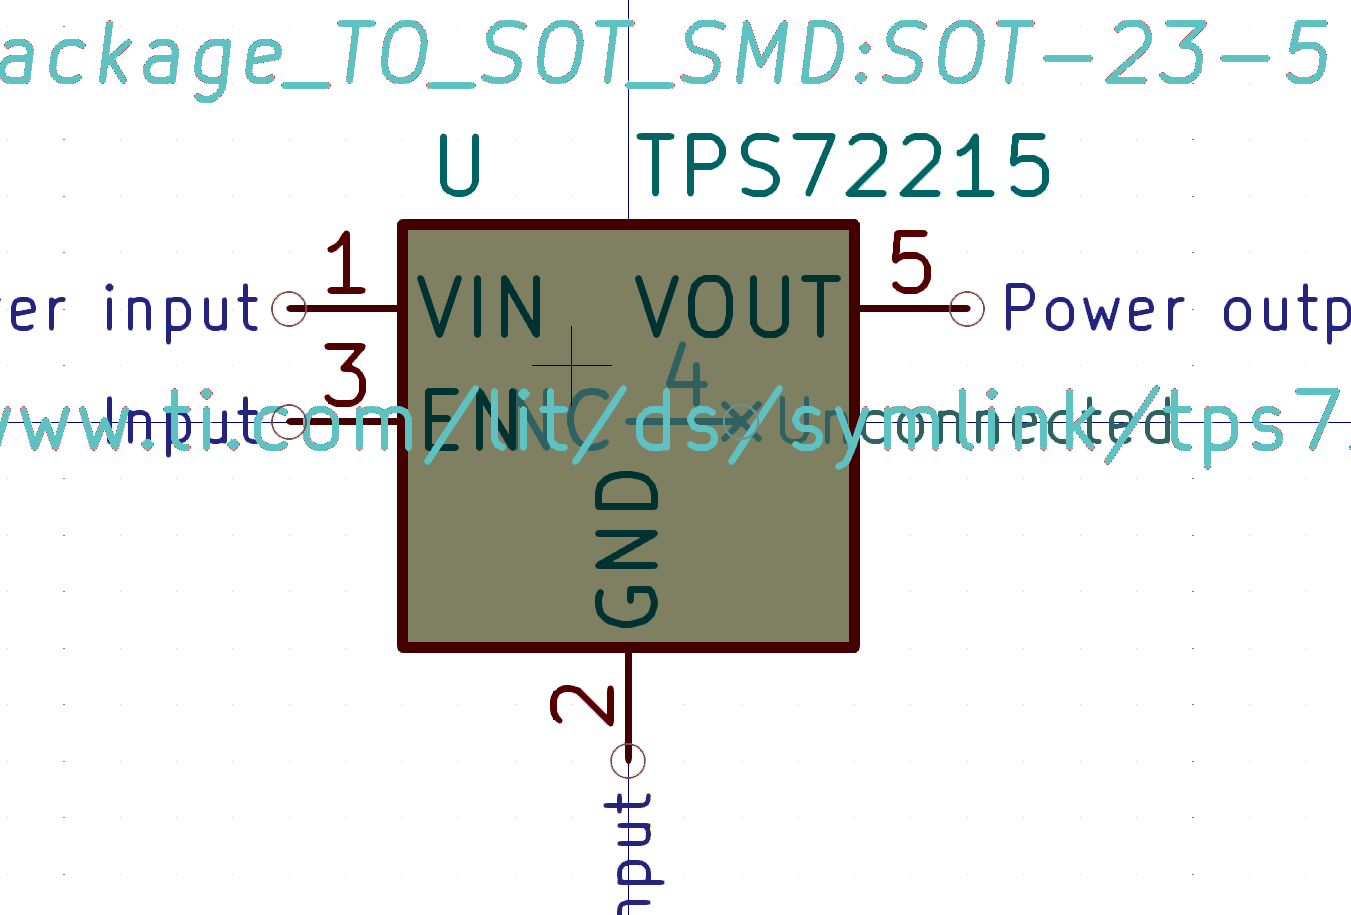 ackage_TO_SOT_SMD:SOT-23-5
U TPS72215
1 5
er input VIN VOUT Power outp
3 4
Input EN NC Unconnected
www.ti.com/lit/ds/symlink/tps7
GND
2
nput